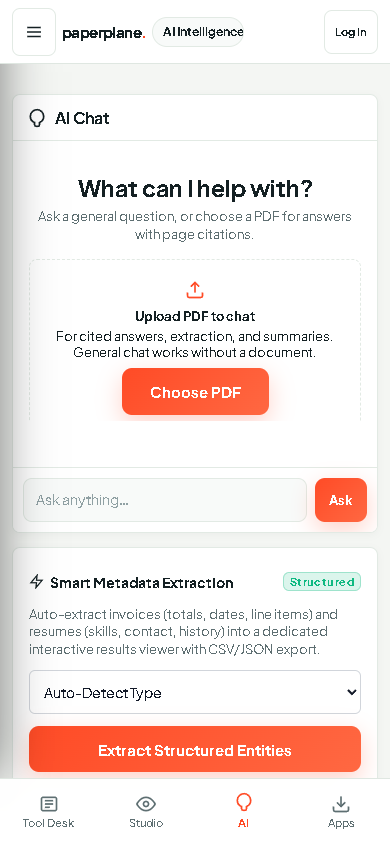 paperplane.
AI Intelligence
Log In
AI Chat
What can I help with?
Ask a general question, or choose a PDF for answers
with page citations.
Upload PDF to chat
For cited answers, extraction, and summaries.
General chat works without a document.
Choose PDF
Ask anything...
Ask
Smart Metadata Extraction
Structured
Auto-extract invoices (totals, dates, line items) and
resumes (skills, contact, history) into a dedicated
interactive results viewer with CSV/JSON export.
Auto-Detect Type
Extract Structured Entities
Tool Desk
Studio
AI
Apps